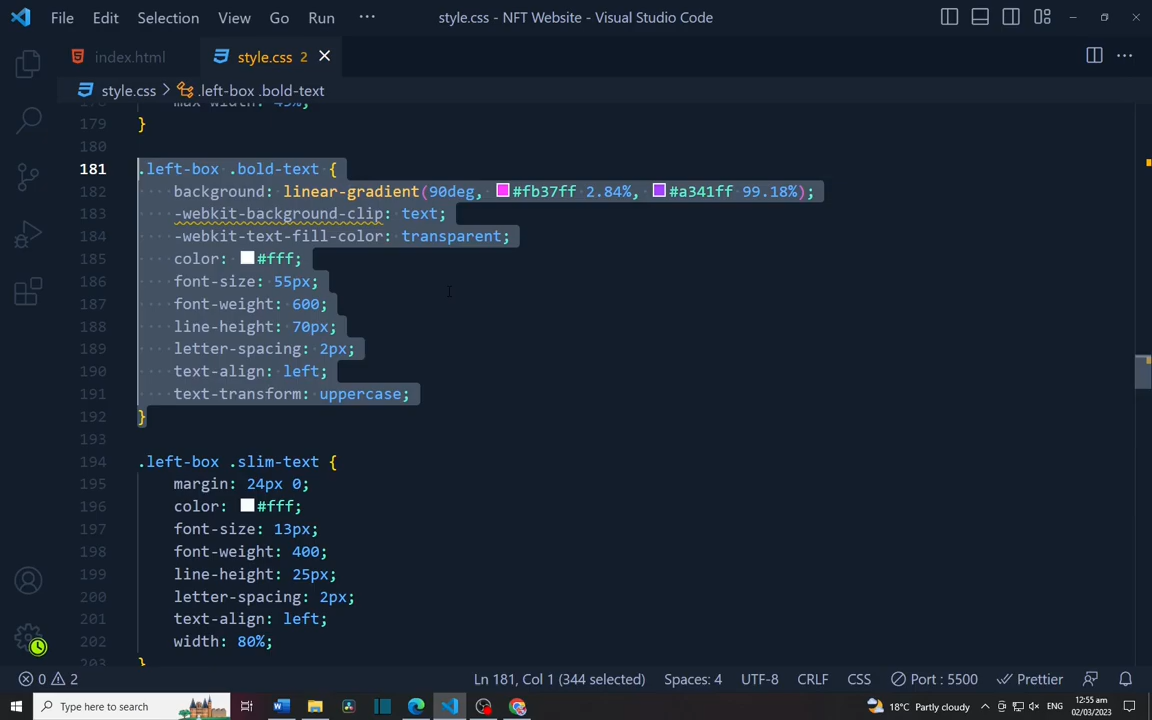 File Edit Selection View Go Run ··· style.css - NFT Website - Visual Studio Code
index.html style.css 2
style.css > .left-box .bold-text
178 max-width: 45%;
179 }
180
181 .left-box .bold-text {
182 background: linear-gradient(90deg, #fb37ff 2.84%, #a341ff 99.18%);
183 -webkit-background-clip: text;
184 -webkit-text-fill-color: transparent;
185 color: #fff;
186 font-size: 55px;
187 font-weight: 600;
188 line-height: 70px;
189 letter-spacing: 2px;
190 text-align: left;
191 text-transform: uppercase;
192 }
193
194 .left-box .slim-text {
195 margin: 24px 0;
196 color: #fff;
197 font-size: 13px;
198 font-weight: 400;
199 line-height: 25px;
200 letter-spacing: 2px;
201 text-align: left;
202 width: 80%;
203 }
0 2 Ln 181, Col 1 (344 selected) Spaces: 4 UTF-8 CRLF CSS Port : 5500 Prettier
Type here to search 18°C Partly cloudy ENG 12:55 am
02/03/2023